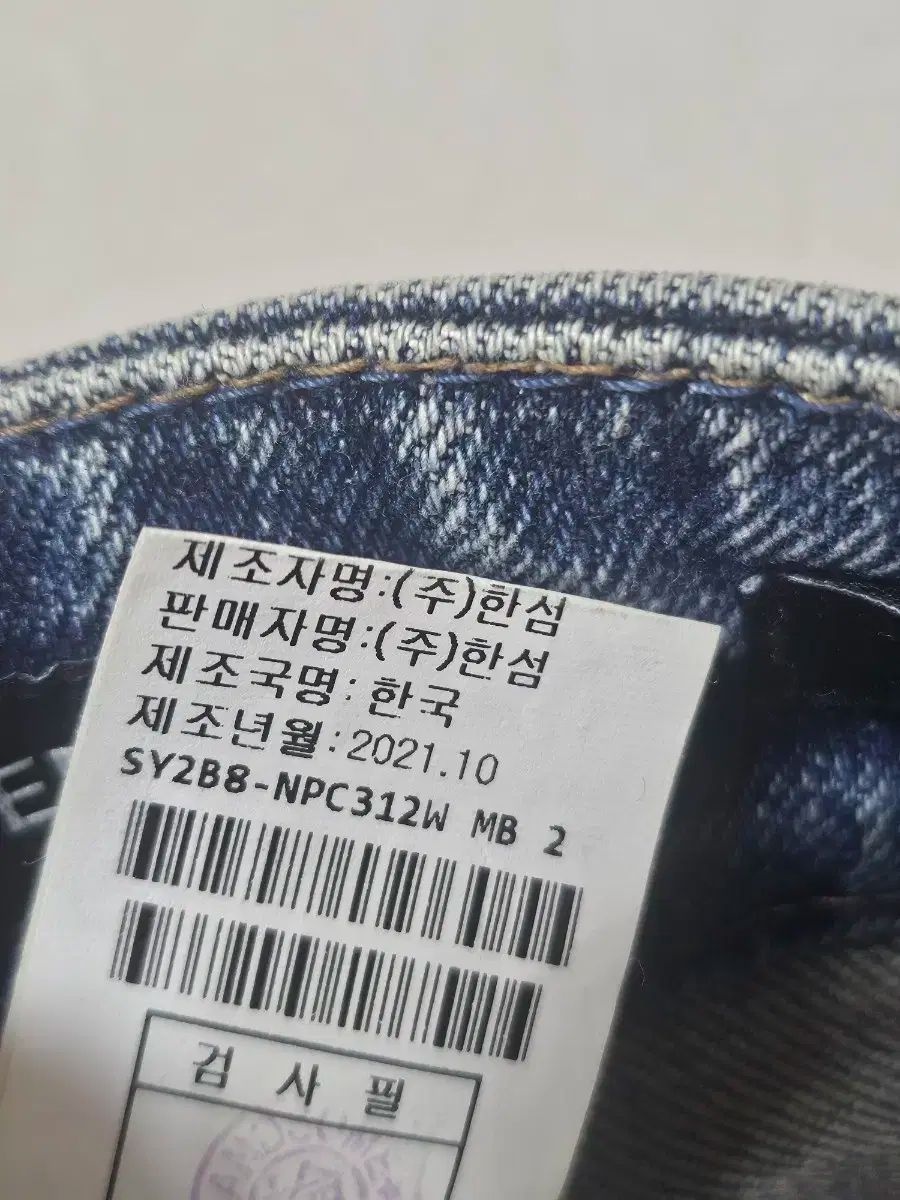 제조자명:(주)한섬
판매자명:(주)한섬
제조국명: 한국
제조년월:2021.10
SY2B8-NPC312W MB 2
검 사 필